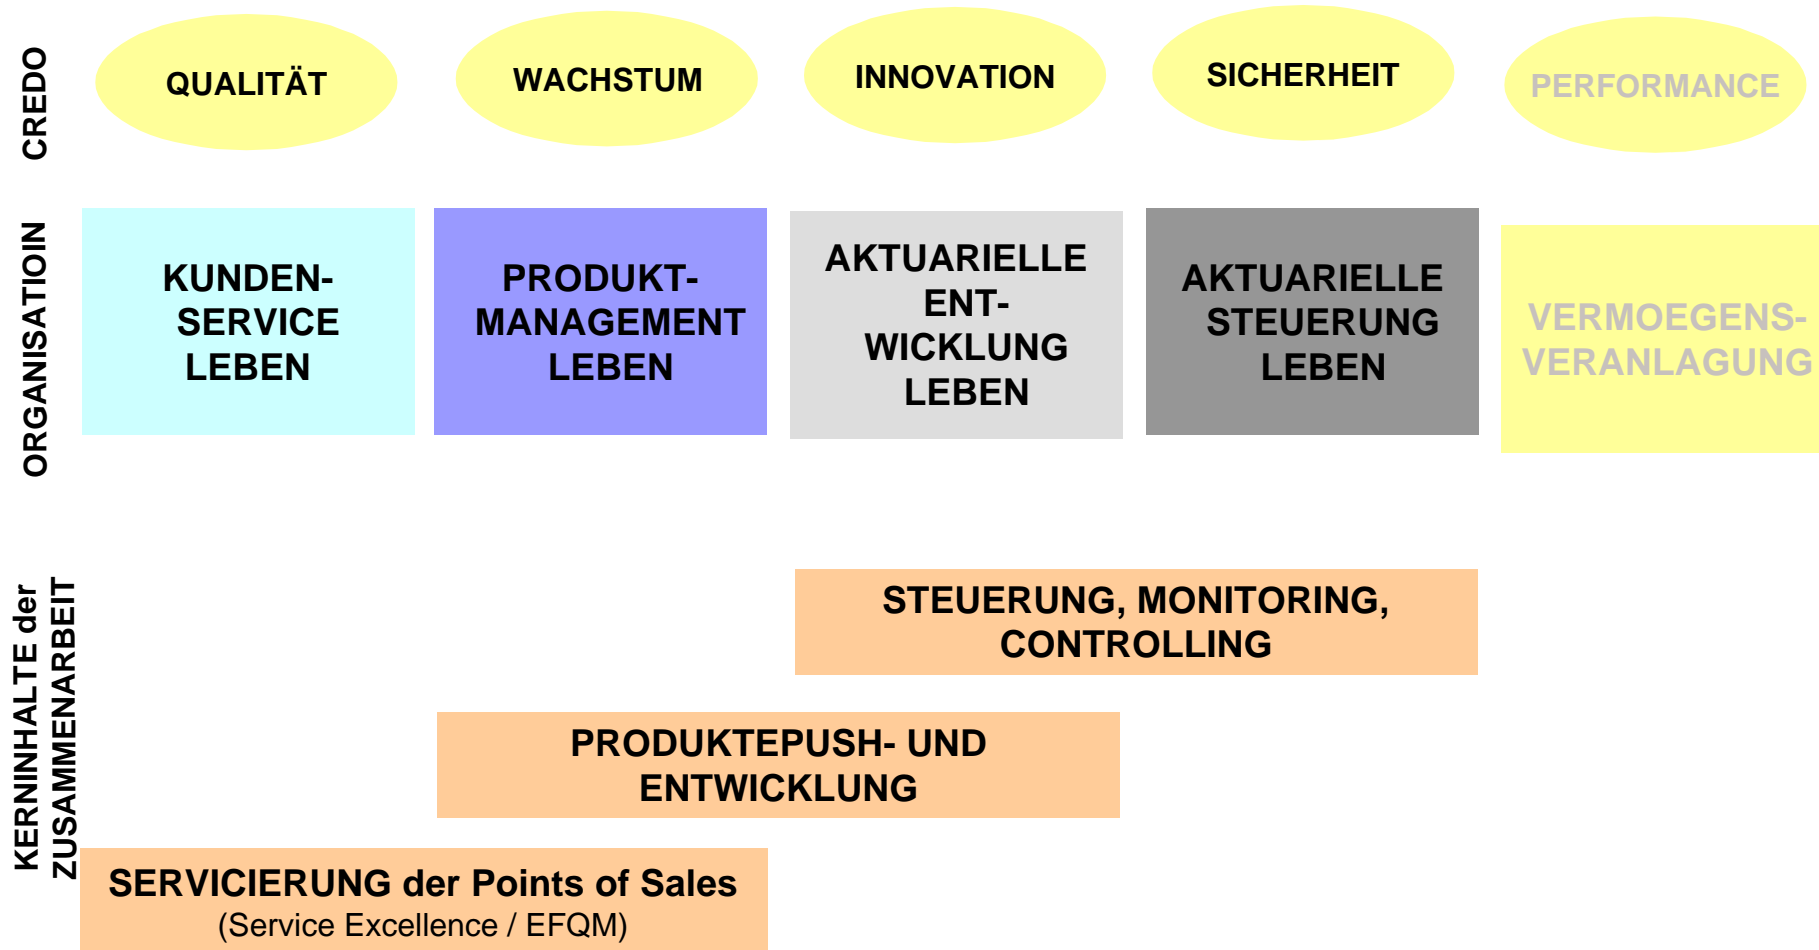 CREDO
QUALITÄT
WACHSTUM
INNOVATION
SICHERHEIT
PERFORMANCE
ORGANISATIOIN
KUNDEN-
SERVICE
LEBEN
PRODUKT-
MANAGEMENT
LEBEN
AKTUARIELLE
ENT-
WICKLUNG
LEBEN
AKTUARIELLE
STEUERUNG
LEBEN
VERMOEGENS-
VERANLAGUNG
KERNINHALTE der
ZUSAMMENARBEIT
STEUERUNG, MONITORING,
CONTROLLING
PRODUKTEPUSH- UND
ENTWICKLUNG
SERVICIERUNG der Points of Sales
(Service Excellence / EFQM)